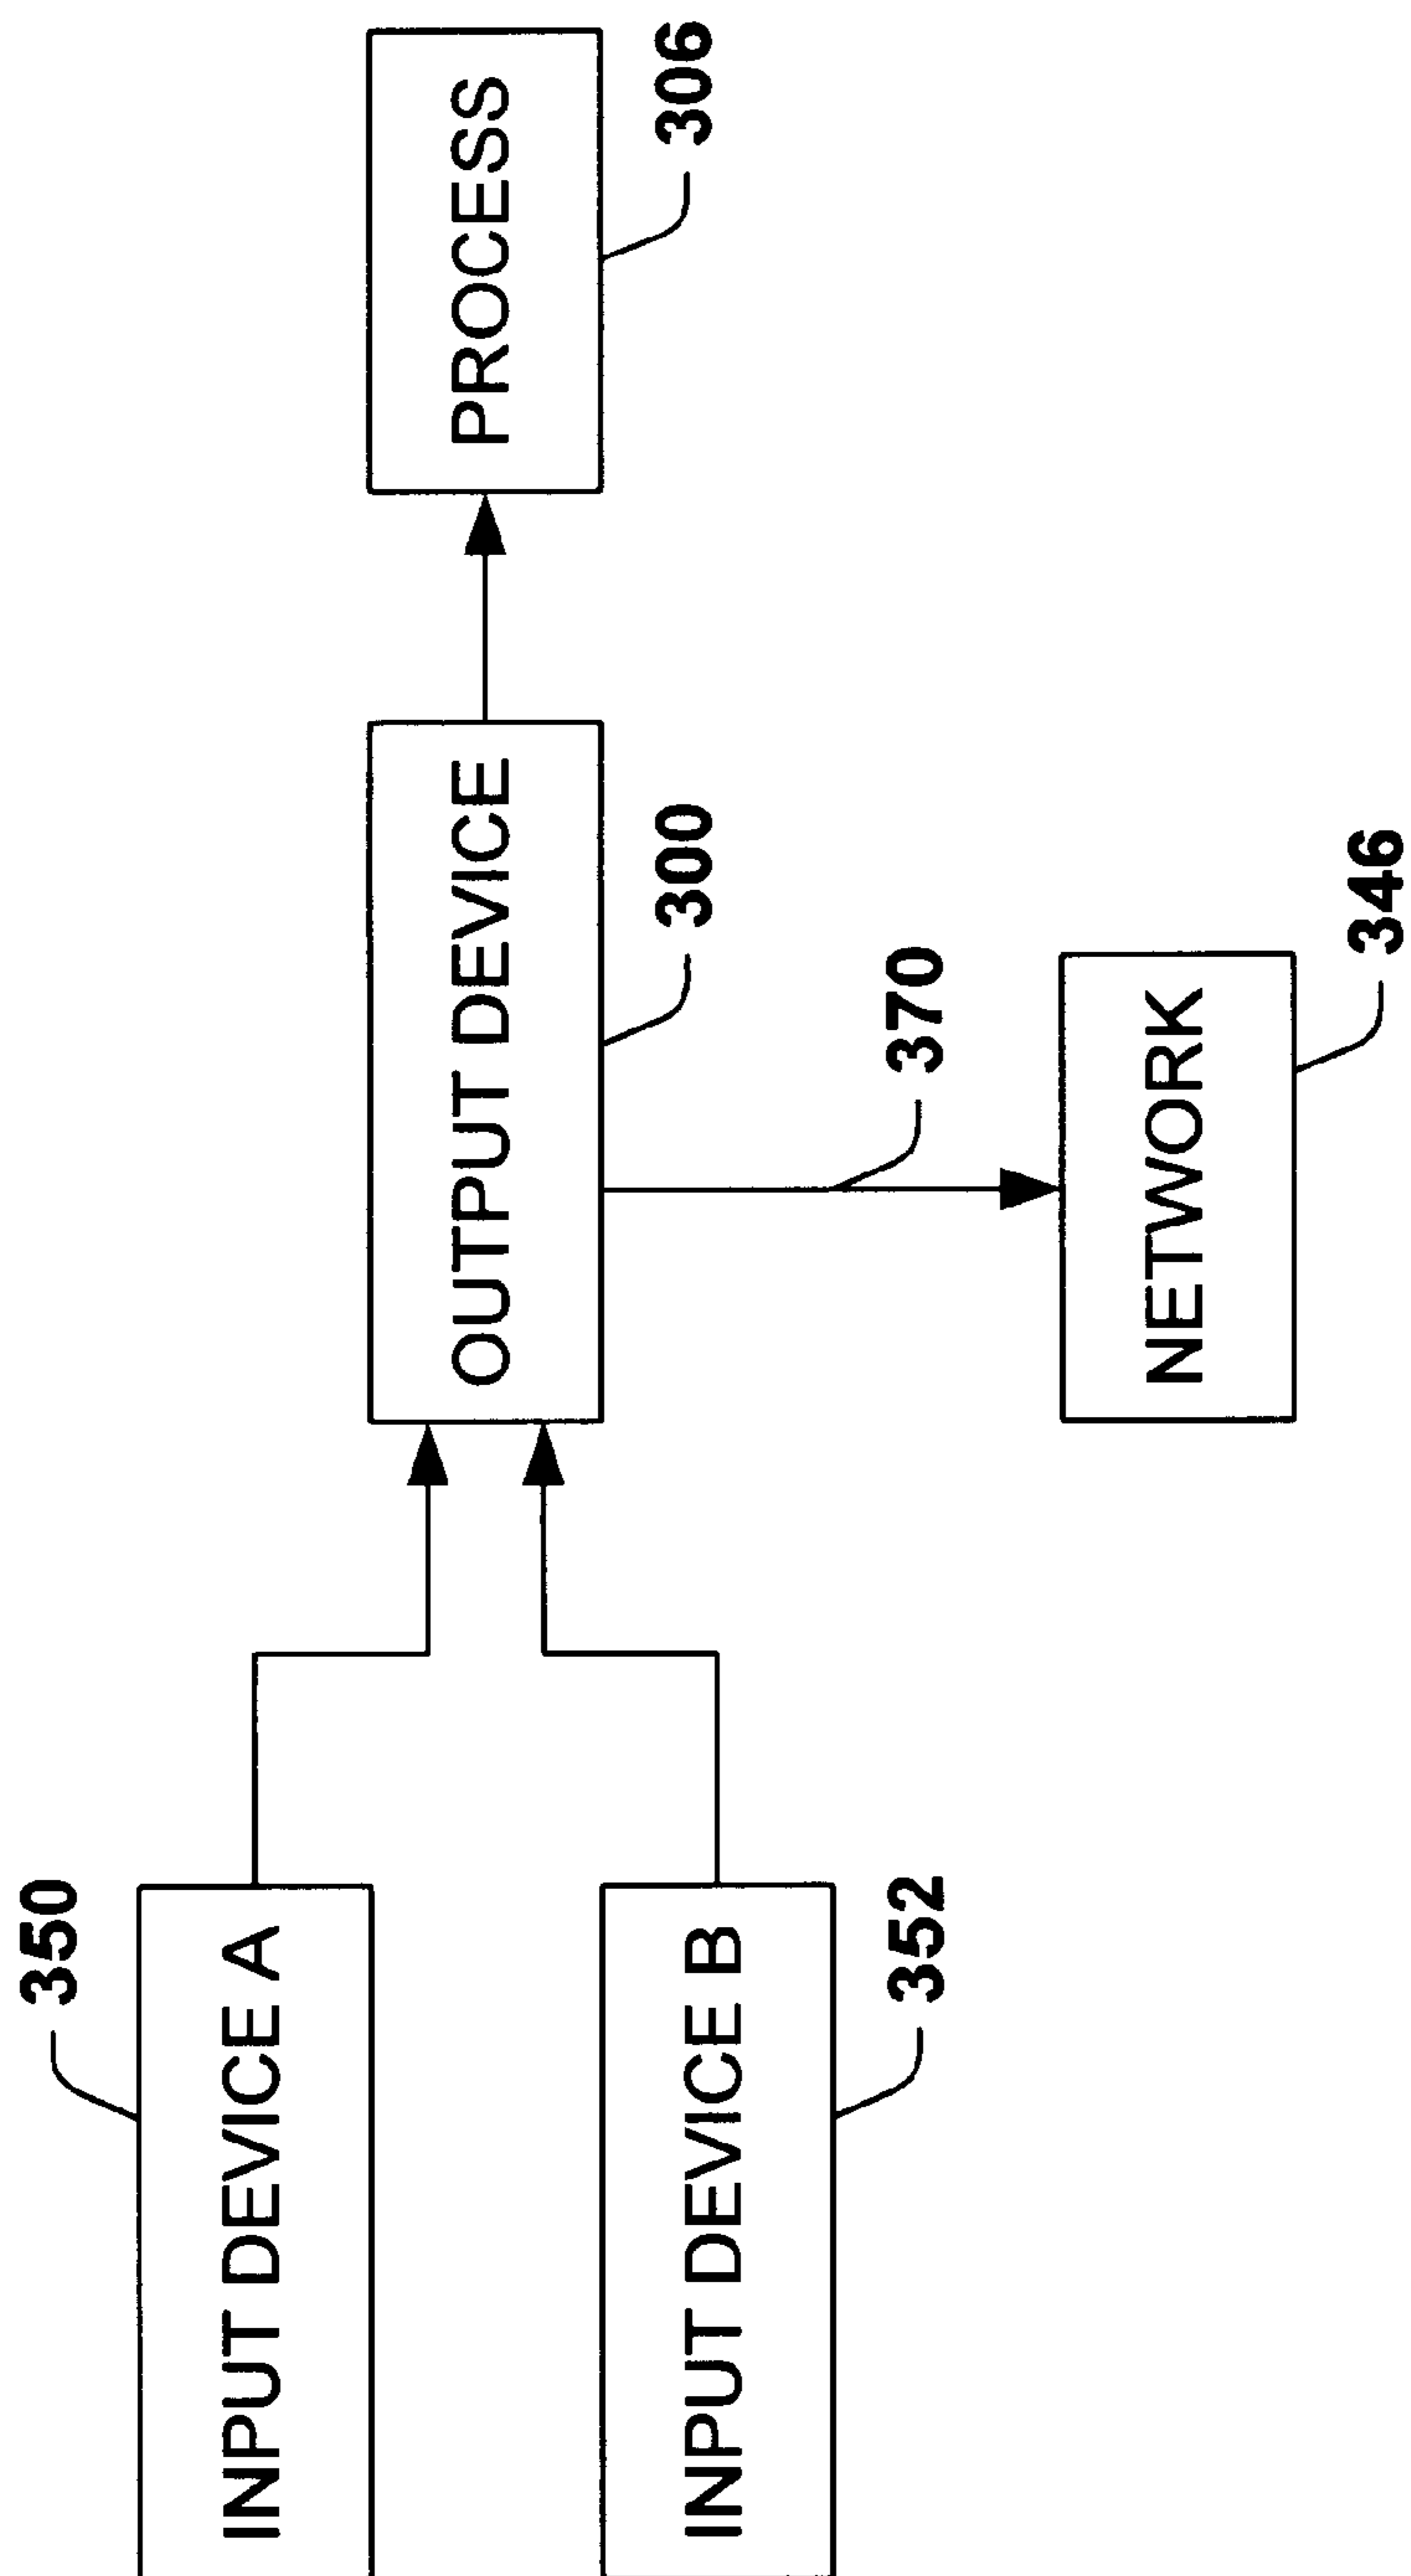 350
INPUT DEVICE A
INPUT DEVICE B
352
OUTPUT DEVICE
300
PROCESS
306
370
NETWORK
346